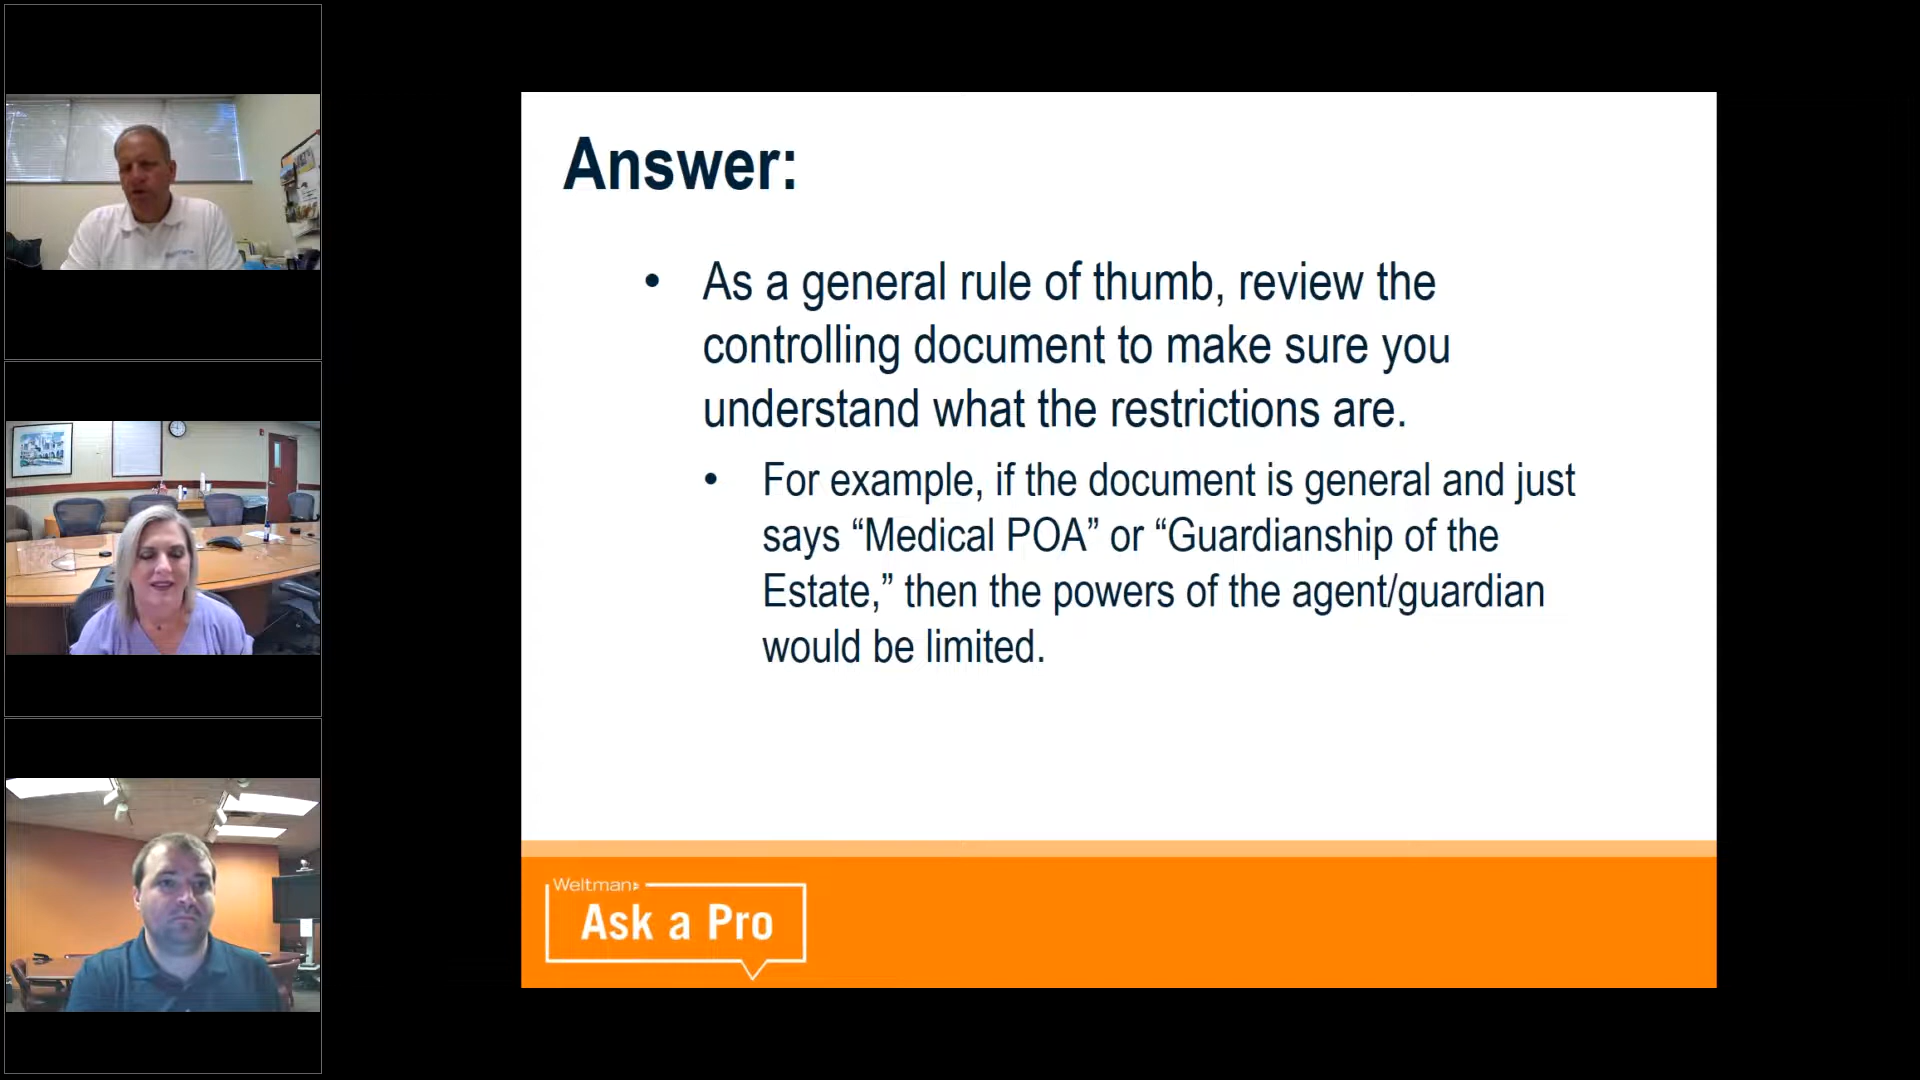 Answer:
• As a general rule of thumb, review the
controlling document to make sure you
understand what the restrictions are.
• For example, if the document is general and just
says “Medical POA” or “Guardianship of the
Estate,” then the powers of the agent/guardian
would be limited.
Weltman
Ask a Pro